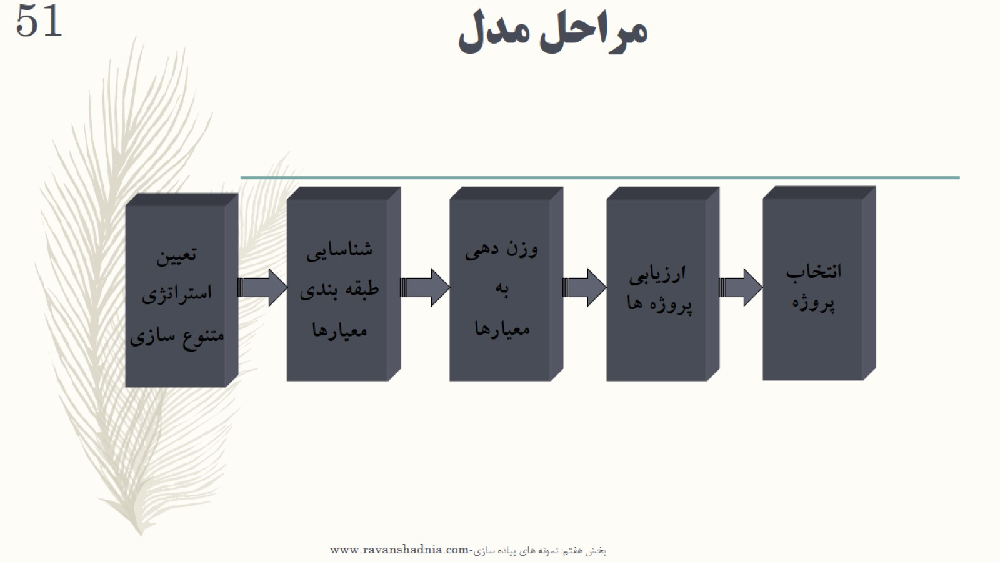 51
مراحل مدل
تعیین
استراتژی
متنوع سازی
شناسایی
طبقه بندی
معیارها
وزن دهی
به
معیارها
ارزیابی
پروژه ها
انتخاب
پروژه
بخش هفتم: نمونه های پیاده سازی-www.ravanshadnia.com